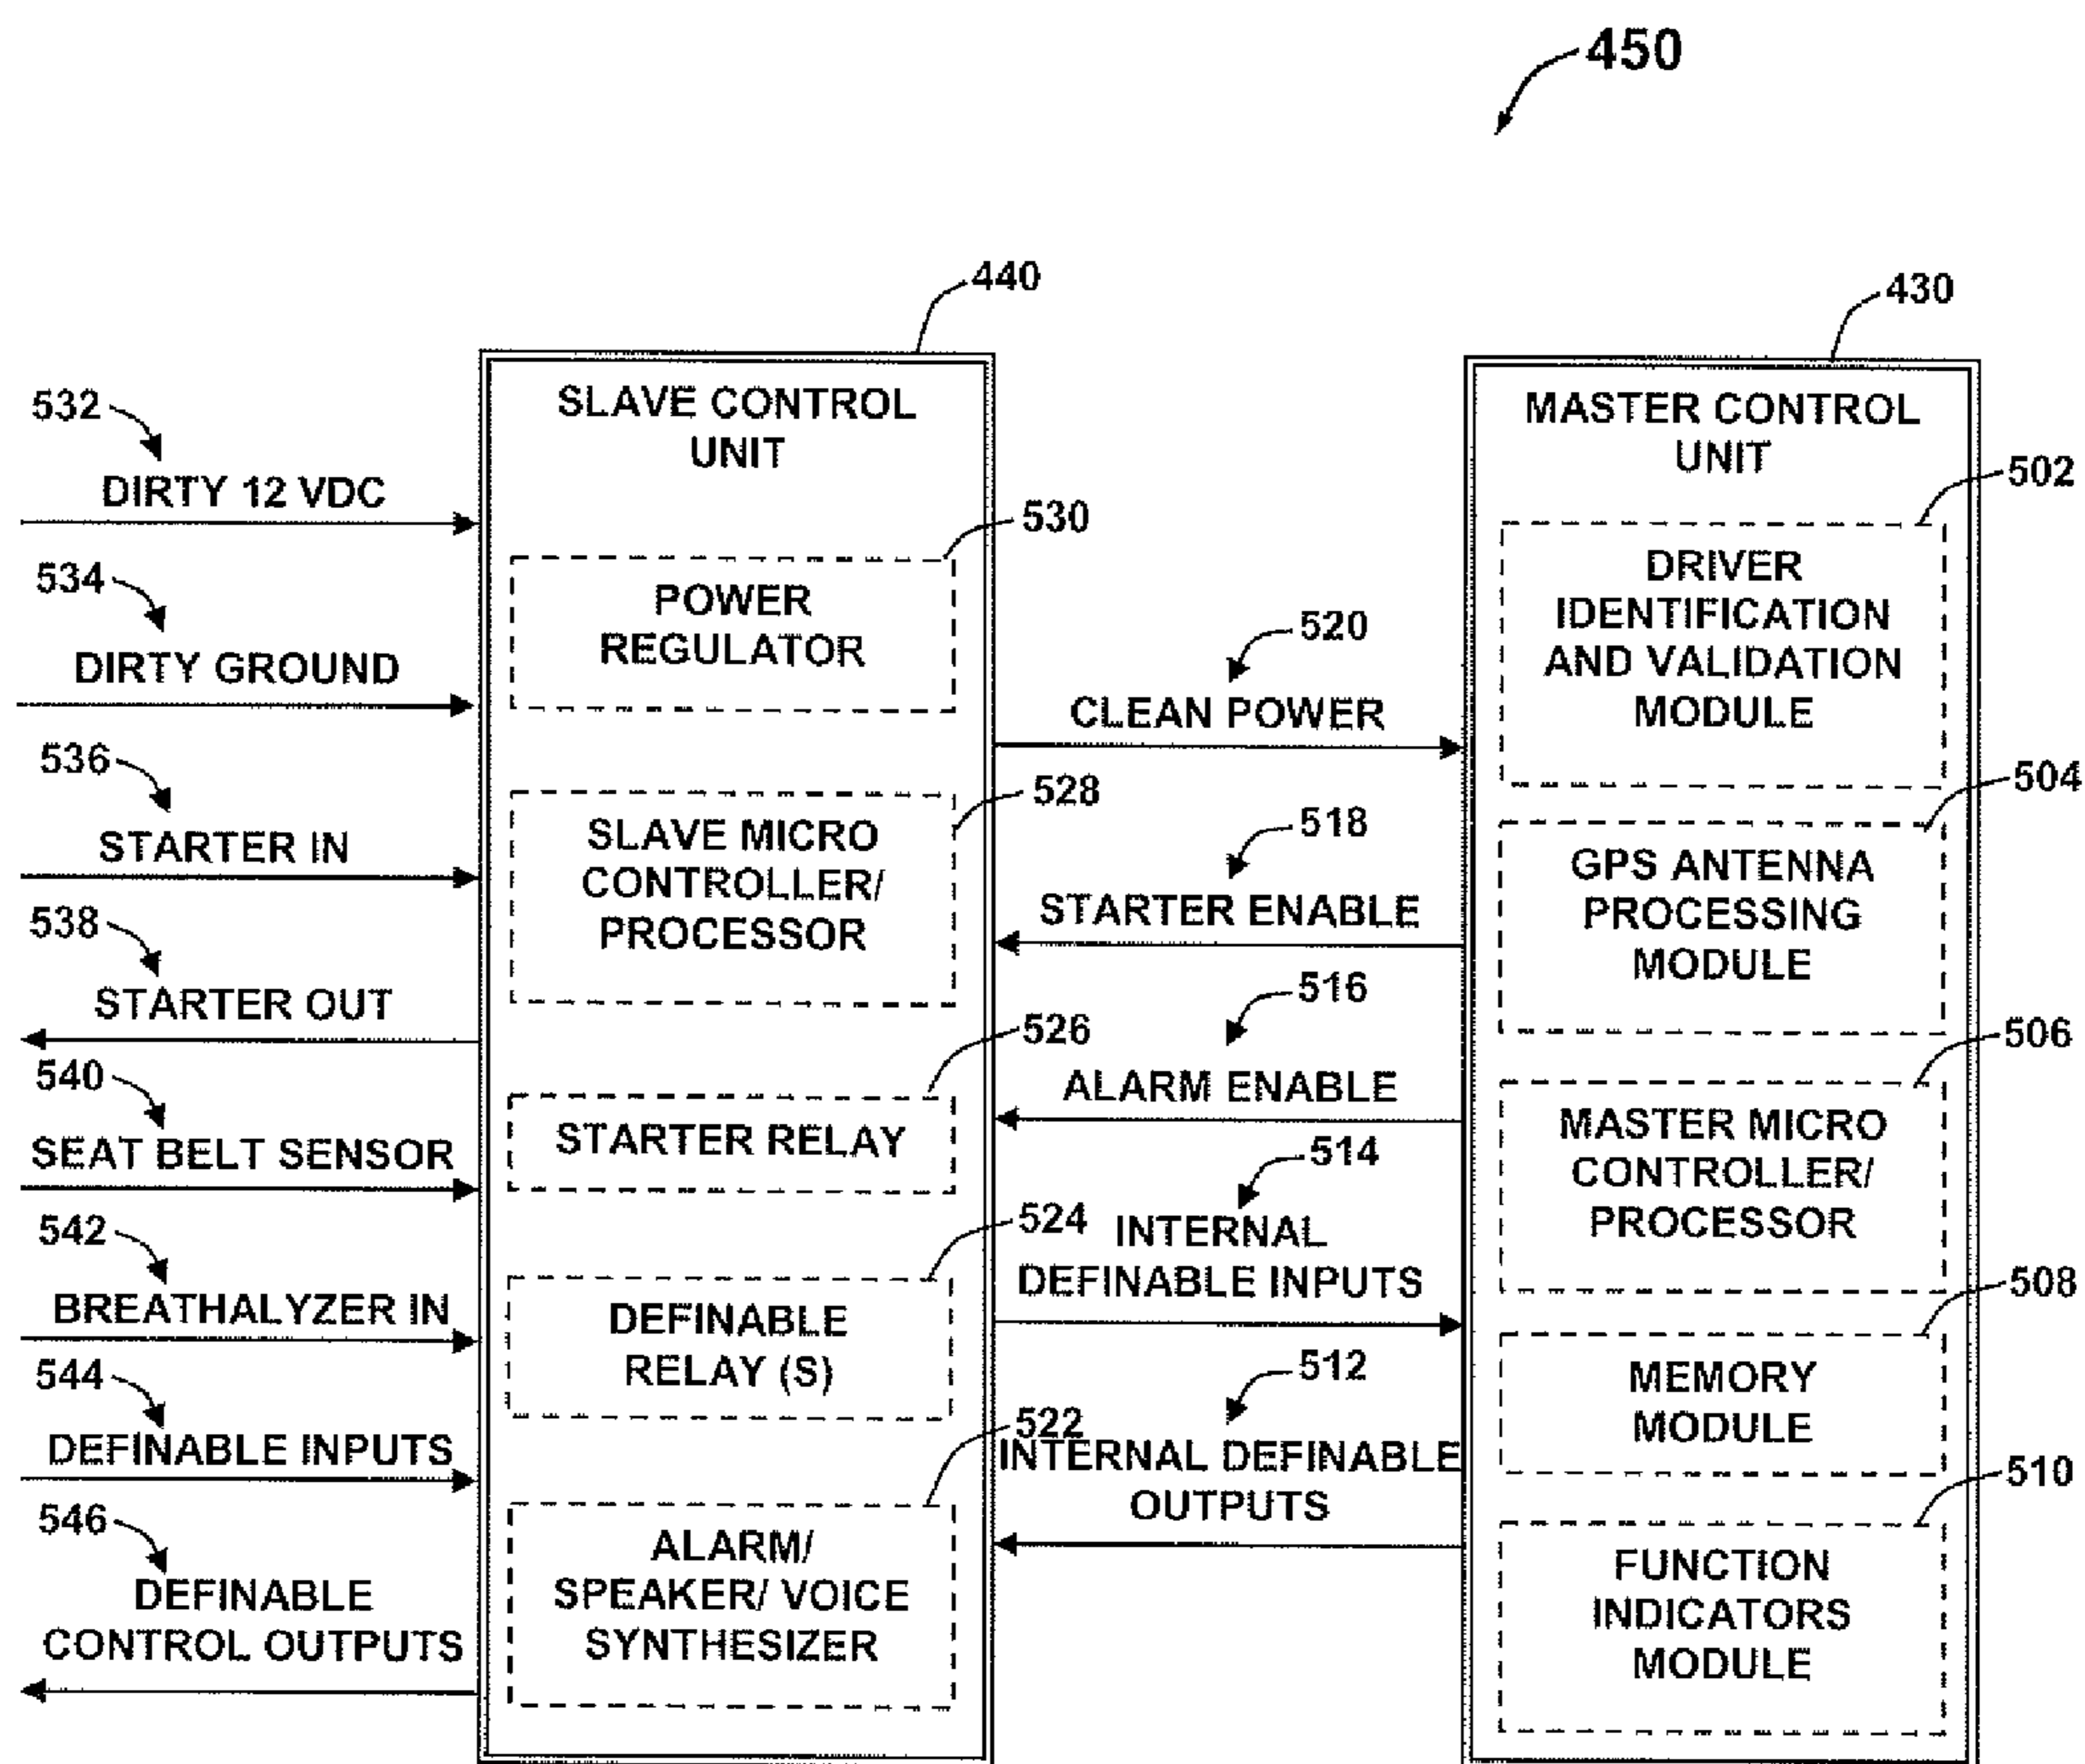 450
440
430
SLAVE CONTROL
UNIT
MASTER CONTROL
UNIT
532
DIRTY 12 VDC
534
DIRTY GROUND
536
STARTER IN
538
STARTER OUT
540
SEAT BELT SENSOR
542
BREATHALYZER IN
544
DEFINABLE INPUTS
546
DEFINABLE
CONTROL OUTPUTS
530
POWER
REGULATOR
528
SLAVE MICRO
CONTROLLER/
PROCESSOR
526
STARTER RELAY
524
DEFINABLE
RELAY (S)
522
ALARM/
SPEAKER/ VOICE
SYNTHESIZER
520
CLEAN POWER
518
STARTER ENABLE
516
ALARM ENABLE
514
INTERNAL
DEFINABLE INPUTS
512
INTERNAL DEFINABLE
OUTPUTS
502
DRIVER
IDENTIFICATION
AND VALIDATION
MODULE
504
GPS ANTENNA
PROCESSING
MODULE
506
MASTER MICRO
CONTROLLER/
PROCESSOR
508
MEMORY
MODULE
510
FUNCTION
INDICATORS
MODULE